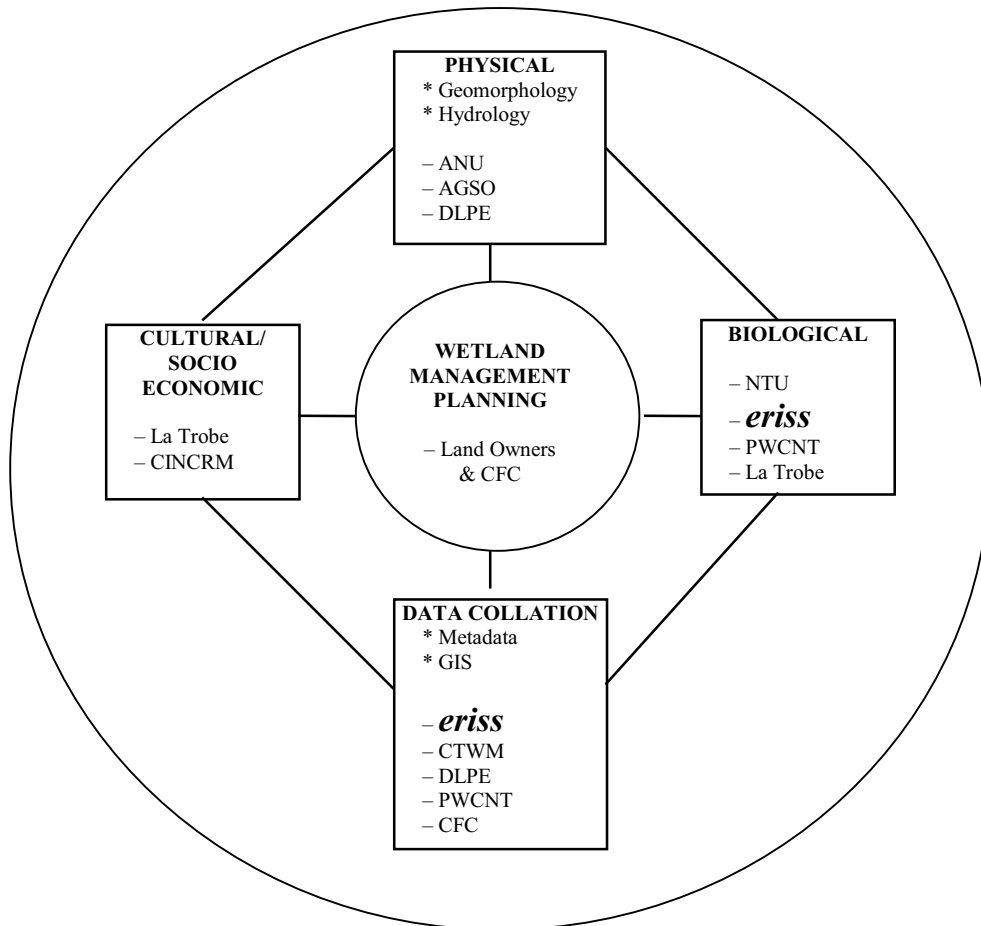 PHYSICAL
* Geomorphology
* Hydrology
– ANU
– AGSO
– DLPE
CULTURAL/
SOCIO
ECONOMIC
– La Trobe
– CINCRM
WETLAND
MANAGEMENT
PLANNING
– Land Owners
& CFC
BIOLOGICAL
– NTU
– eriss
– PWCNT
– La Trobe
DATA COLLATION
* Metadata
* GIS
– eriss
– CTWM
– DLPE
– PWCNT
– CFC